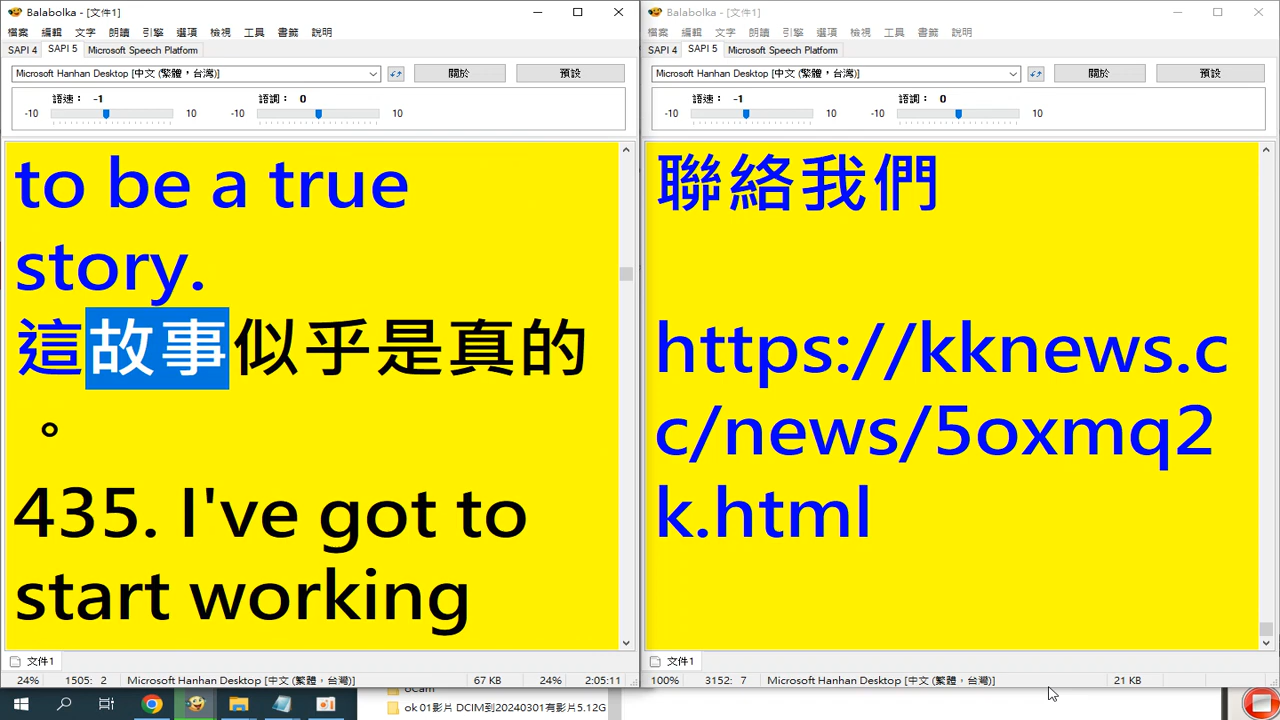 Balabolka - [文件1]
檔案 編輯 文字 朗讀 引擎 選項 檢視 工具 書籤 說明
SAPI 4 SAPI 5 Microsoft Speech Platform
Microsoft Hanhan Desktop [中文 (繁體，台灣)] 關於 預設
語速： -1 語調： 0
-10 10 -10 10
to be a true
story.
這故事似乎是真的
。
435. I've got to
start working
文件1
24% 1505: 2 Microsoft Hanhan Desktop [中文 (繁體，台灣)] 67 KB 24% 2:05:11
Balabolka - [文件1]
檔案 編輯 文字 朗讀 引擎 選項 檢視 工具 書籤 說明
SAPI 4 SAPI 5 Microsoft Speech Platform
Microsoft Hanhan Desktop [中文 (繁體，台灣)] 關於 預設
語速： -1 語調： 0
-10 10 -10 10
聯絡我們
https://kknews.c
c/news/5oxmq2
k.html
文件1
100% 3152: 7 Microsoft Hanhan Desktop [中文 (繁體，台灣)] 21 KB
oCam
ok 01影片 DCIM到20240301有影片5.12G